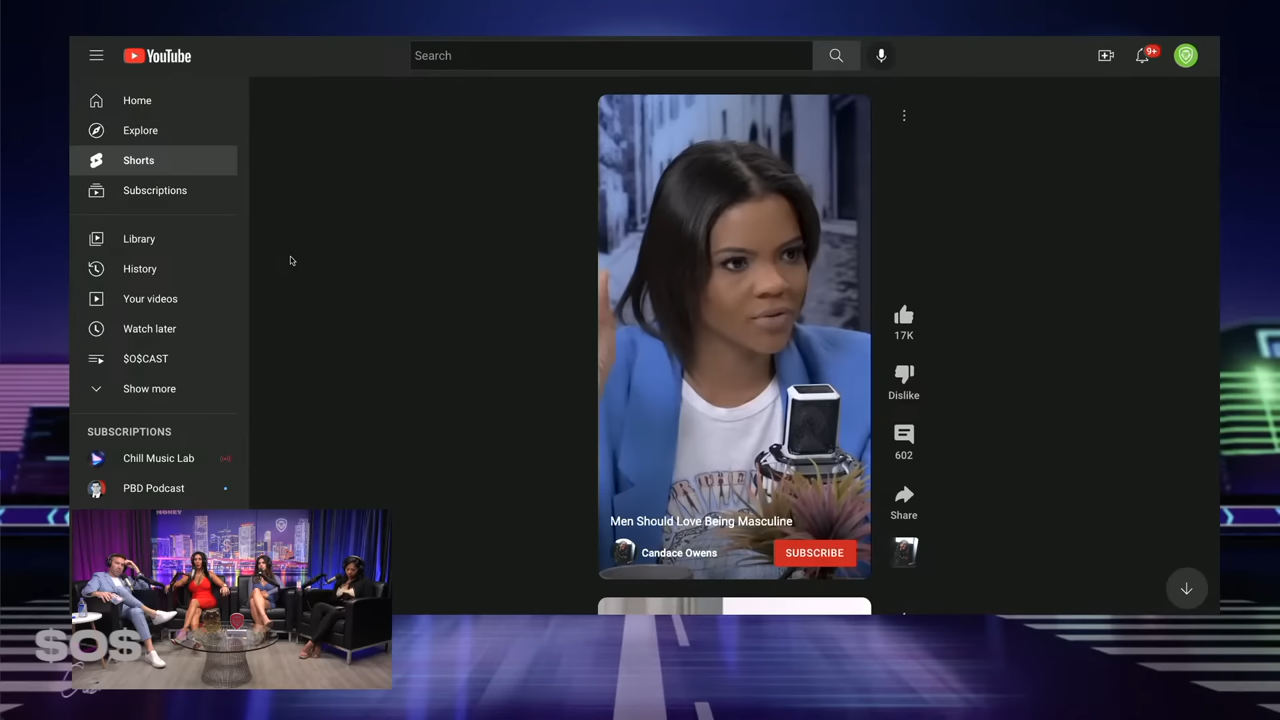 YouTube
Search
9+
Home
Explore
Shorts
Subscriptions
Library
History
Your videos
Watch later
$O$CAST
Show more
SUBSCRIPTIONS
Chill Music Lab
PBD Podcast
17K
Dislike
602
Share
Men Should Love Being Masculine
Candace Owens
SUBSCRIBE
MONEY
$O$